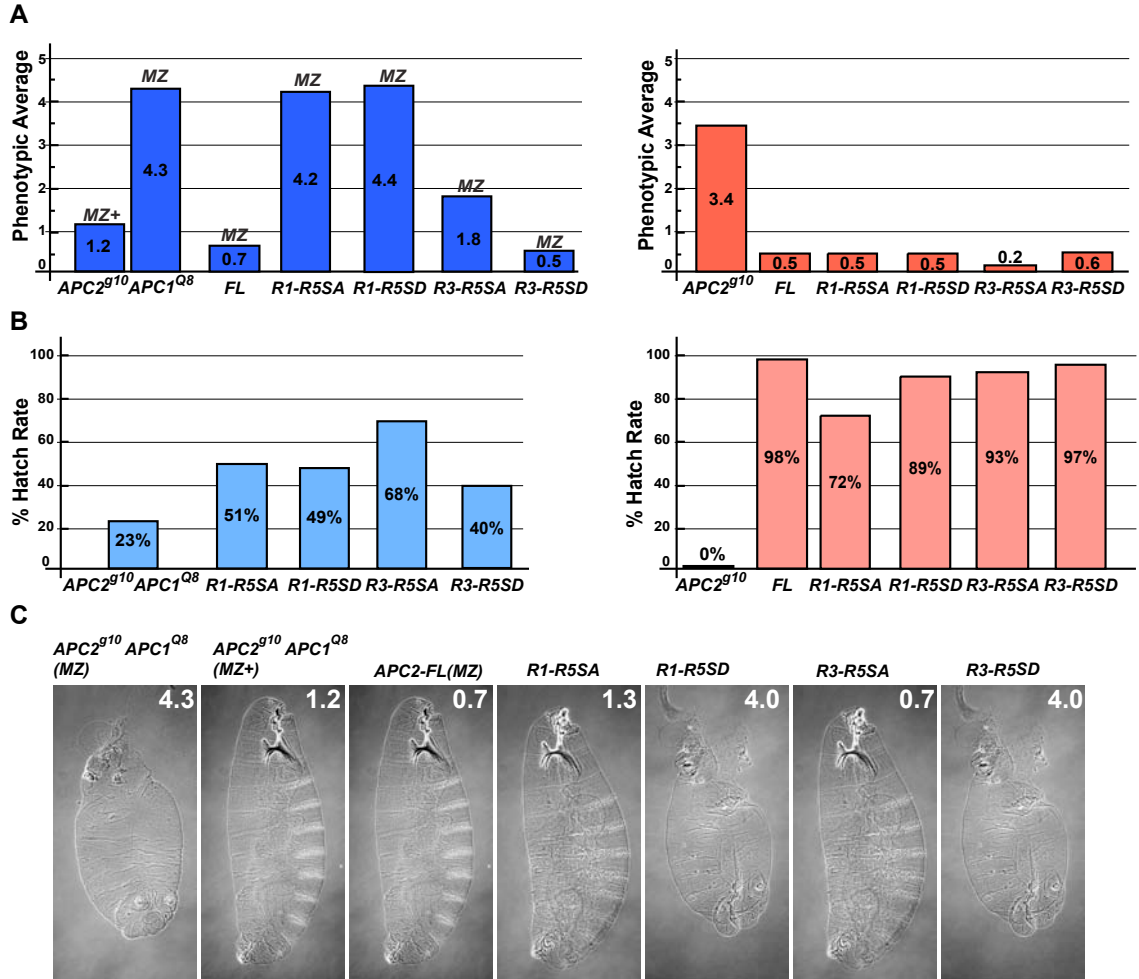 A
Phenotypic Average
5
4
3
2
1
0
MZ+
MZ
MZ
MZ
MZ
MZ
MZ
1.2
4.3
0.7
4.2
4.4
1.8
0.5
APC2g10 APC1Q8 FL R1-R5SA R1-R5SD R3-R5SA R3-R5SD
Phenotypic Average
5
4
3
2
1
0
3.4
0.5
0.5
0.5
0.2
0.6
APC2g10 FL R1-R5SA R1-R5SD R3-R5SA R3-R5SD
B
% Hatch Rate
100
80
60
40
20
0
23%
51%
49%
68%
40%
APC2g10 APC1Q8 R1-R5SA R1-R5SD R3-R5SA R3-R5SD
% Hatch Rate
100
80
60
40
20
0
0%
98%
72%
89%
93%
97%
APC2g10 FL R1-R5SA R1-R5SD R3-R5SA R3-R5SD
C
APC2g10 APC1Q8
(MZ)
4.3
APC2g10 APC1Q8
(MZ+)
1.2
APC2-FL(MZ)
0.7
R1-R5SA
1.3
R1-R5SD
4.0
R3-R5SA
0.7
R3-R5SD
4.0